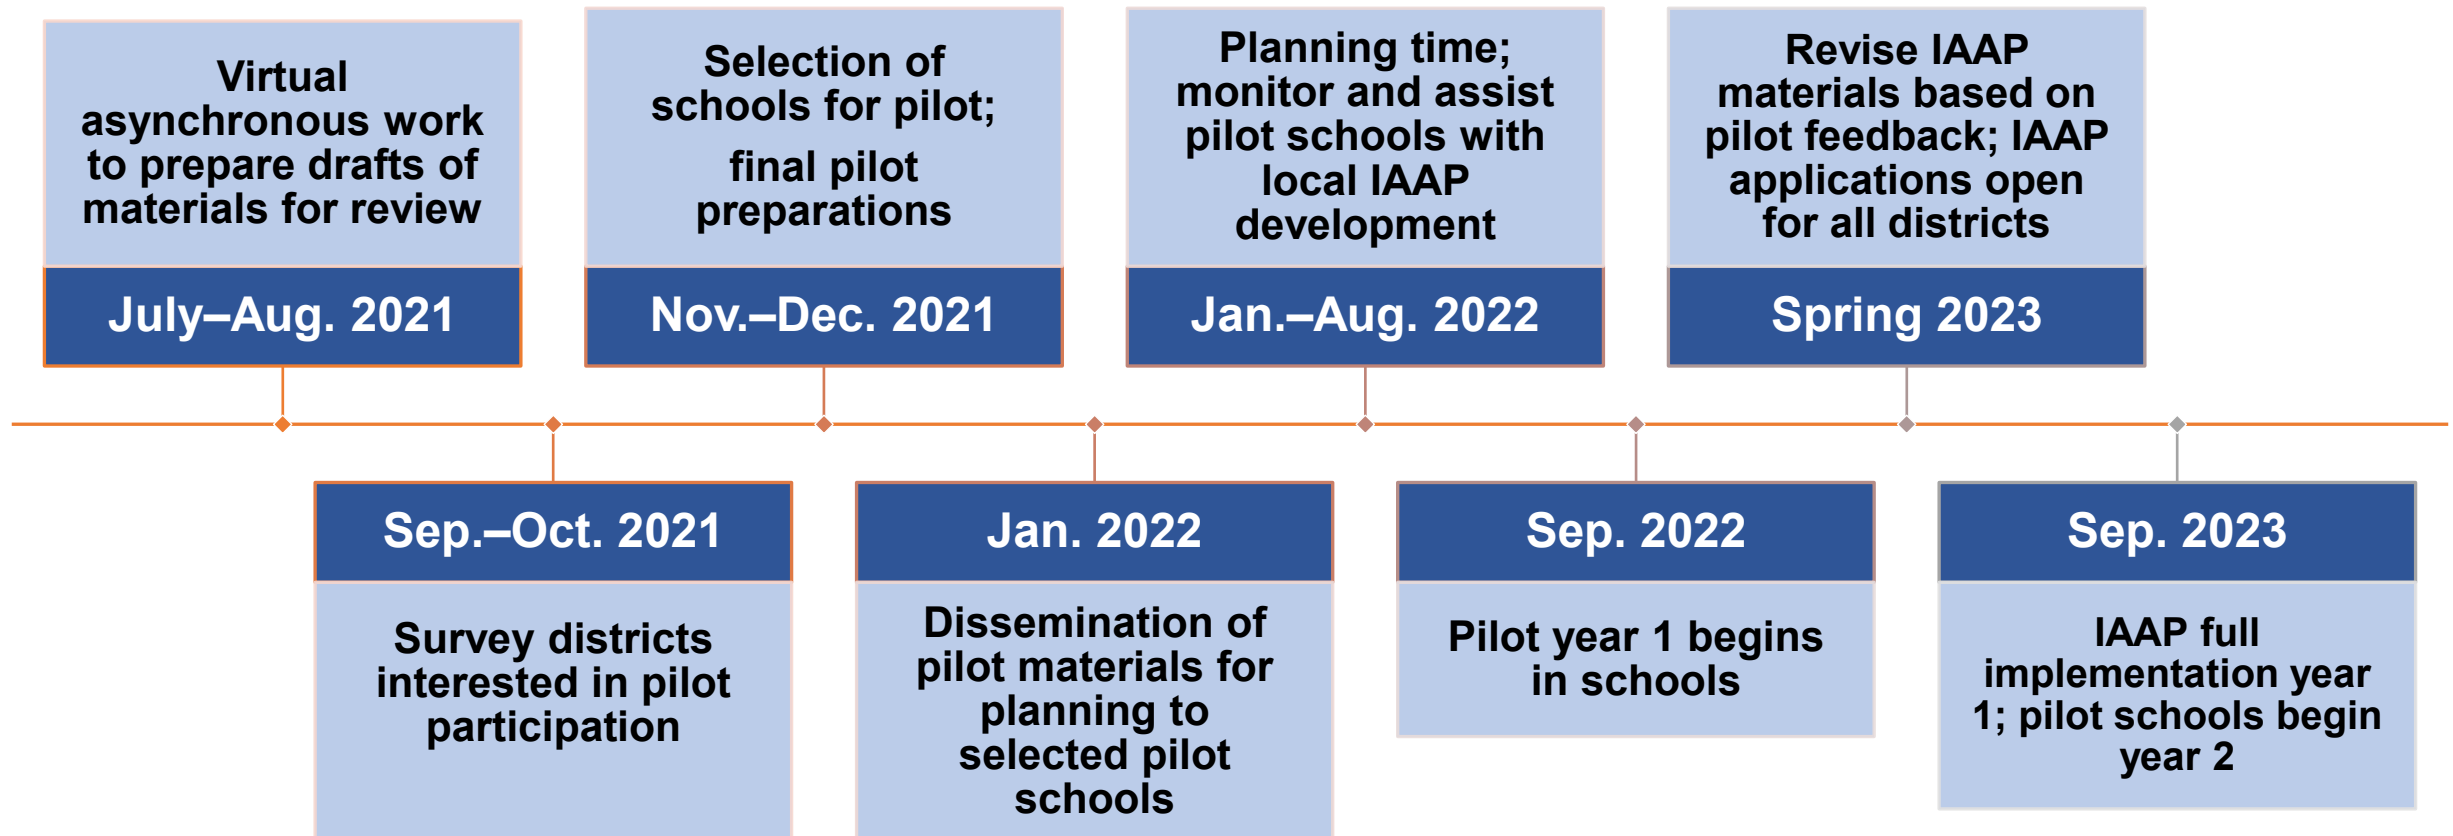 Virtual
asynchronous work
to prepare drafts of
materials for review
July–Aug. 2021
Sep.–Oct. 2021
Survey districts
interested in pilot
participation
Selection of
schools for pilot;
final pilot
preparations
Nov.–Dec. 2021
Jan. 2022
Dissemination of
pilot materials for
planning to
selected pilot
schools
Planning time;
monitor and assist
pilot schools with
local IAAP
development
Jan.–Aug. 2022
Sep. 2022
Pilot year 1 begins
in schools
Revise IAAP
materials based on
pilot feedback; IAAP
applications open
for all districts
Spring 2023
Sep. 2023
IAAP full
implementation year
1; pilot schools begin
year 2